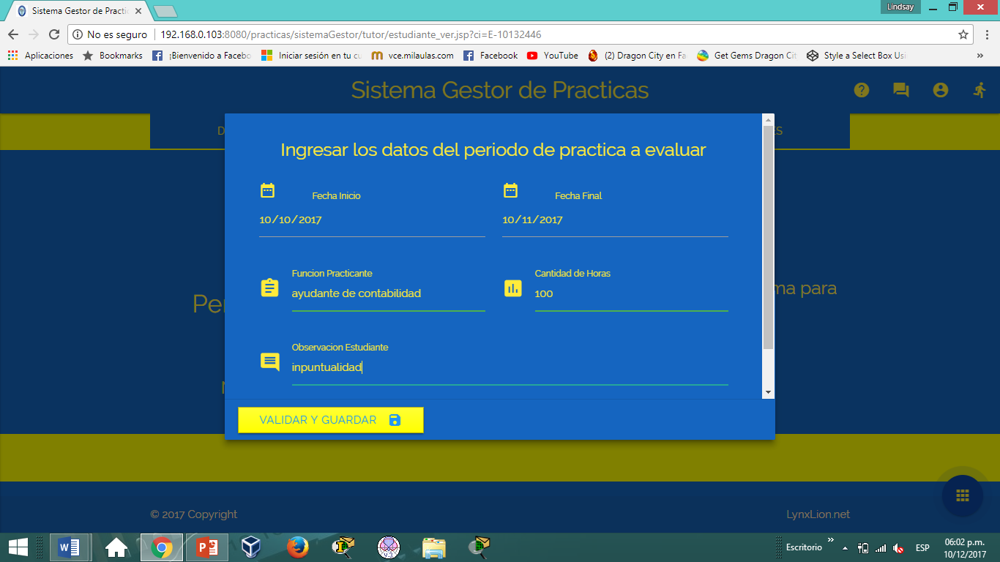 Sistema Gestor de Practic
Lindsay
No es seguro
192.168.0.103:8080/practicas/sistemaGestor/tutor/estudiante_ver.jsp?ci=E-10132446
Aplicaciones
Bookmarks
¡Bienvenido a Facebo
Iniciar sesión en tu cu
vce.milaulas.com
Facebook
YouTube
(2) Dragon City en Fa
Get Gems Dragon Cit
Style a Select Box Usi
»
Sistema Gestor de Practicas
D
ES
Ingresar los datos del periodo de practica a evaluar
Fecha Inicio
Fecha Final
10/10/2017
10/11/2017
Funcion Practicante
Cantidad de Horas
ayudante de contabilidad
100
Pe
ma para
Observacion Estudiante
inpuntualidad
VALIDAR Y GUARDAR
© 2017 Copyright
LynxLion.net
Escritorio
»
ESP
06:02 p.m.
10/12/2017